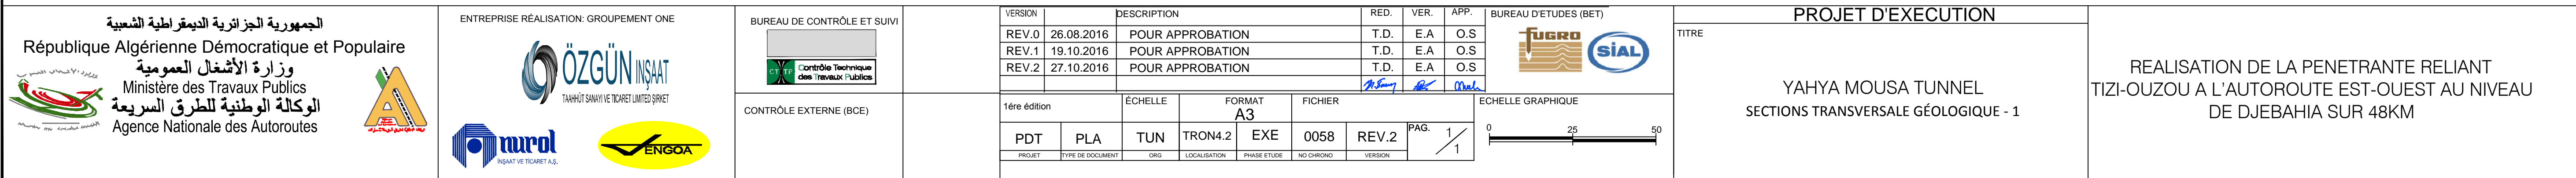 الجمهورية الجزائرية الديمقراطية الشعبية
République Algérienne Démocratique et Populaire
وزارة الأشغال العمومية
Ministère des Travaux Publics
الوكالة الوطنية للطرق السريعة
Agence Nationale des Autoroutes
ENTREPRISE RÉALISATION: GROUPEMENT ONE
ÖZGÜN İNŞAAT
TAAHHÜT SANAYİ VE TİCARET LİMİTED ŞİRKET
nurol
İNŞAAT VE TİCARET A.Ş.
ENGOA
BUREAU DE CONTRÔLE ET SUIVI
CTTP Contrôle Technique
des Travaux Publics
CONTRÔLE EXTERNE (BCE)
VERSION DESCRIPTION RED. VER. APP.
REV.0 26.08.2016 POUR APPROBATION T.D. E.A O.S
REV.1 19.10.2016 POUR APPROBATION T.D. E.A O.S
REV.2 27.10.2016 POUR APPROBATION T.D. E.A O.S
1ére édition ÉCHELLE FORMAT FICHIER
A3
PDT PLA TUN TRON4.2 EXE 0058 REV.2 PAG. 1/1
PROJET TYPE DE DOCUMENT ORG LOCALISATION PHASE ETUDE NO CHRONO VERSION
BUREAU D'ETUDES (BET)
FUGRO
SiAL
ECHELLE GRAPHIQUE
0 25 50
PROJET D'EXECUTION
TITRE
YAHYA MOUSA TUNNEL
SECTIONS TRANSVERSALE GÉOLOGIQUE - 1
REALISATION DE LA PENETRANTE RELIANT
TIZI-OUZOU A L'AUTOROUTE EST-OUEST AU NIVEAU
DE DJEBAHIA SUR 48KM